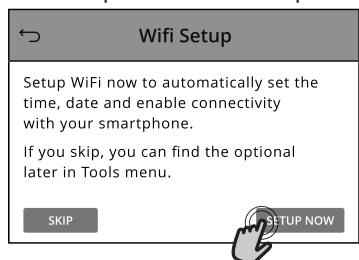 Wifi Setup
Setup WiFi now to automatically set the
time, date and enable connectivity
with your smartphone.
If you skip, you can find the optional
later in Tools menu.
SKIP
SETUP NOW